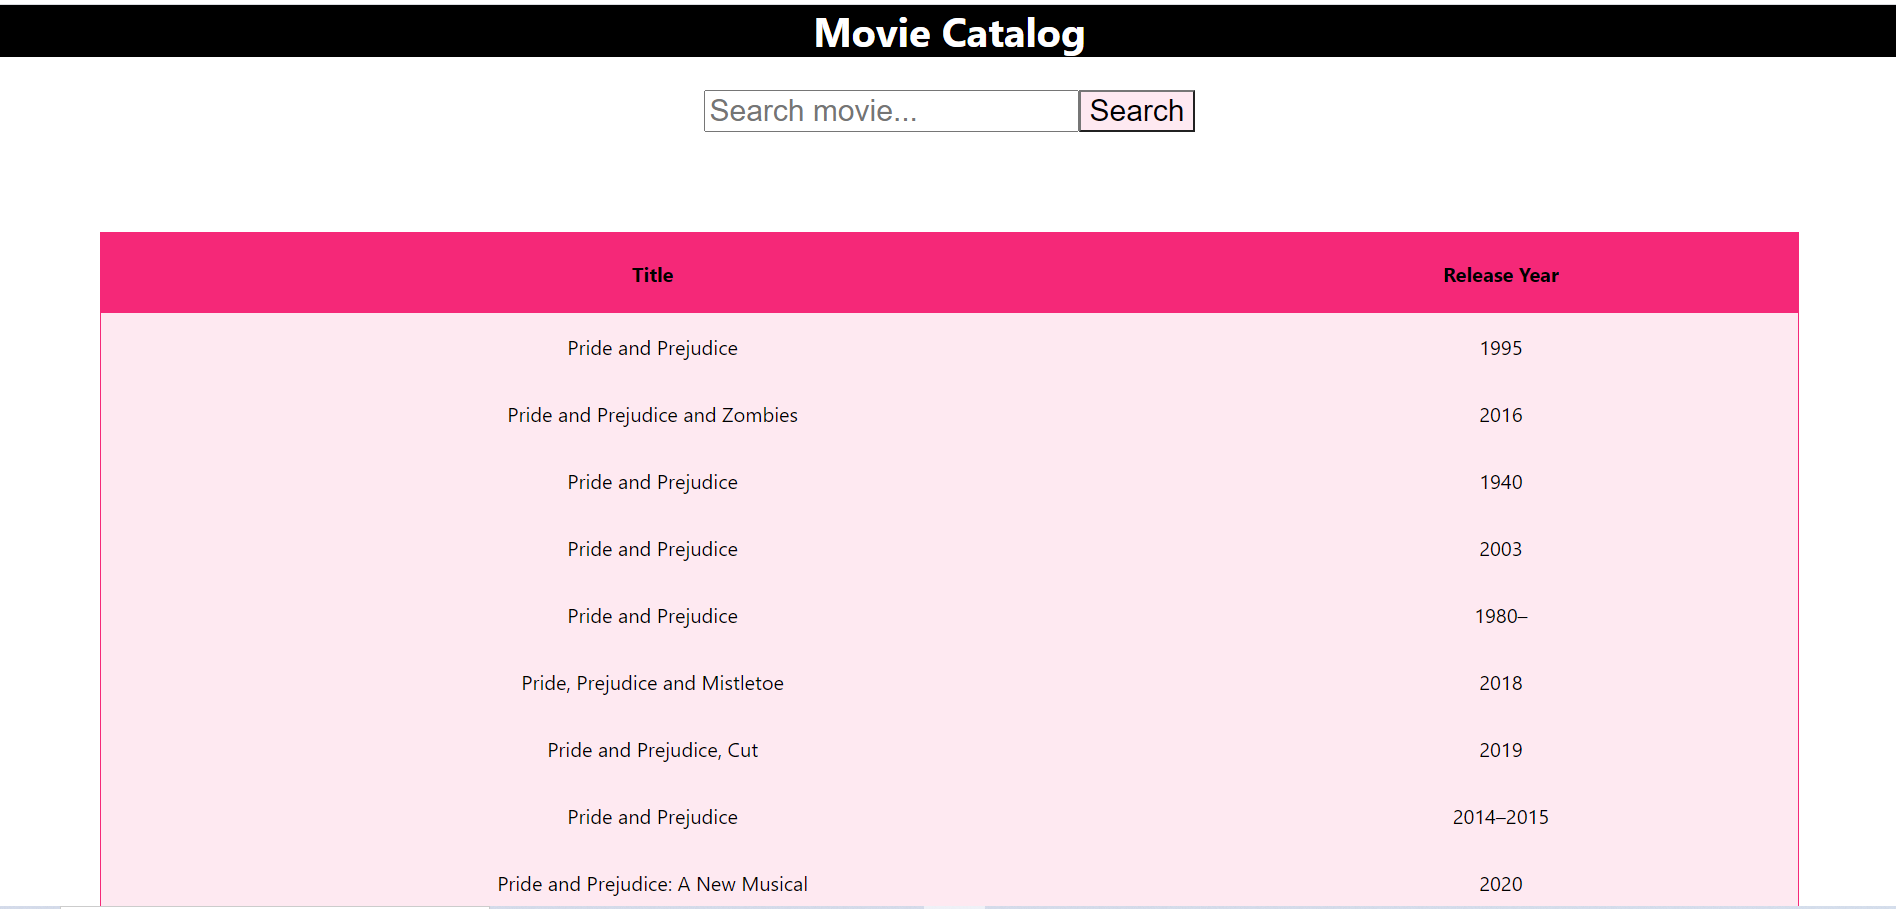 Movie Catalog
Search movie... Search
Title Release Year
Pride and Prejudice 1995
Pride and Prejudice and Zombies 2016
Pride and Prejudice 1940
Pride and Prejudice 2003
Pride and Prejudice 1980–
Pride, Prejudice and Mistletoe 2018
Pride and Prejudice, Cut 2019
Pride and Prejudice 2014–2015
Pride and Prejudice: A New Musical 2020